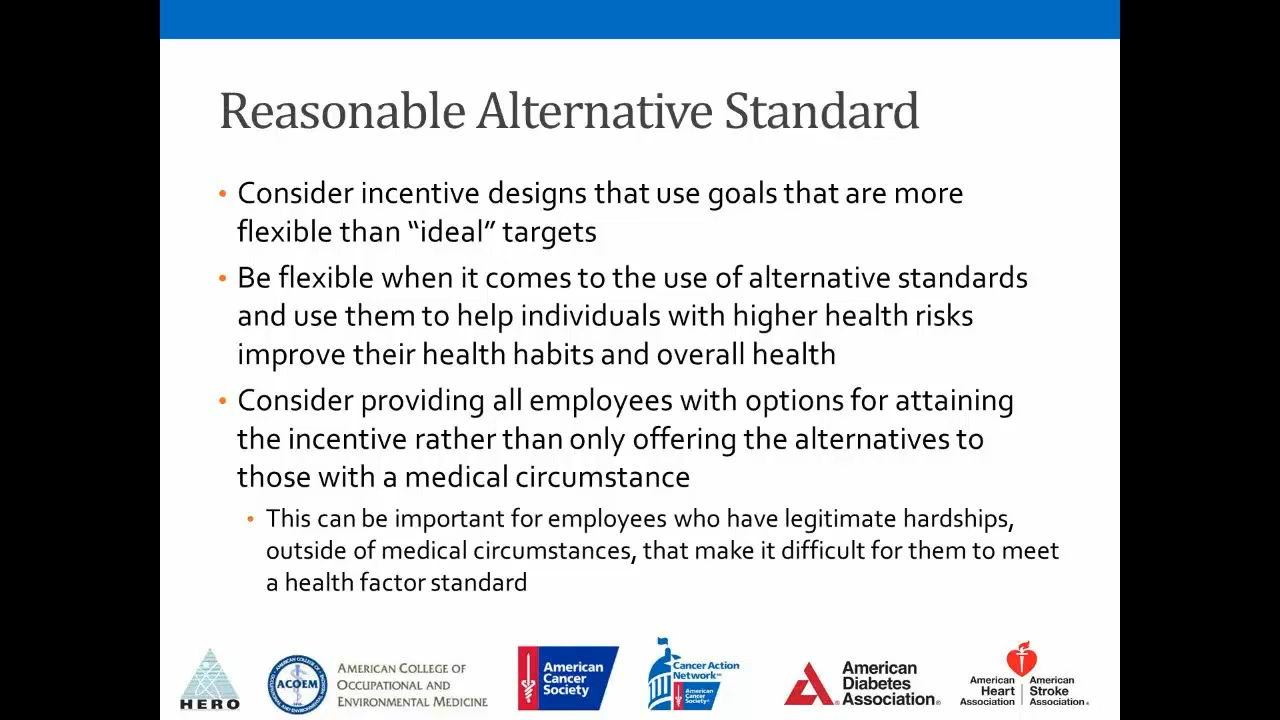 Reasonable Alternative Standard
• Consider incentive designs that use goals that are more
flexible than “ideal” targets
• Be flexible when it comes to the use of alternative standards
and use them to help individuals with higher health risks
improve their health habits and overall health
• Consider providing all employees with options for attaining
the incentive rather than only offering the alternatives to
those with a medical circumstance
• This can be important for employees who have legitimate hardships,
outside of medical circumstances, that make it difficult for them to meet
a health factor standard
HERO
ACOEM
AMERICAN COLLEGE OF
OCCUPATIONAL AND
ENVIRONMENTAL MEDICINE
American
Cancer
Society
Cancer Action
Network℠
American
Cancer
Society®
American
Diabetes
Association®
American
Heart
Association
American
Stroke
Association®